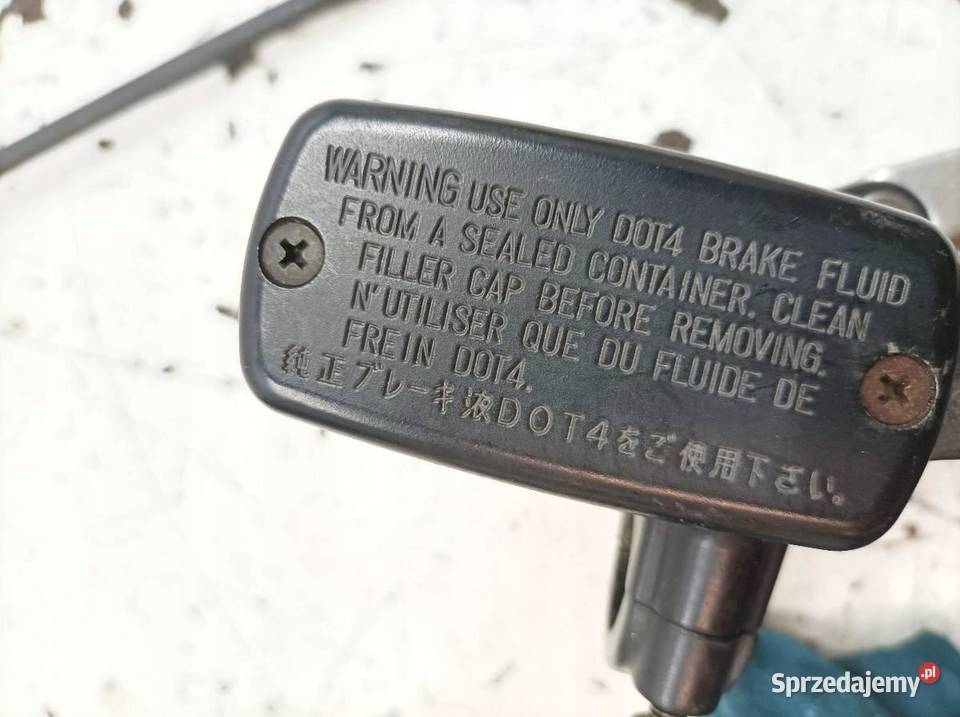 WARNING USE ONLY DOT4 BRAKE FLUID
FROM A SEALED CONTAINER. CLEAN
FILLER CAP BEFORE REMOVING.
N'UTILISER QUE DU FLUIDE DE
FREIN DOT4.
純正ブレーキ液DOT4をご使用下さい。
Sprzedajemy.pl